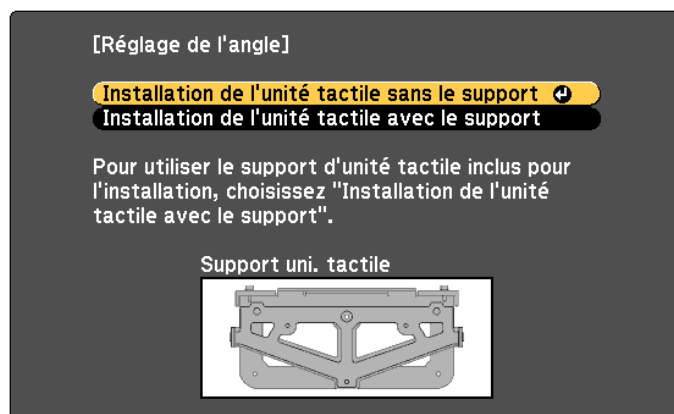 [Réglage de l'angle]
Installation de l'unité tactile sans le support
Installation de l'unité tactile avec le support
Pour utiliser le support d'unité tactile inclus pour
l'installation, choisissez "Installation de l'unité
tactile avec le support".
Support uni. tactile